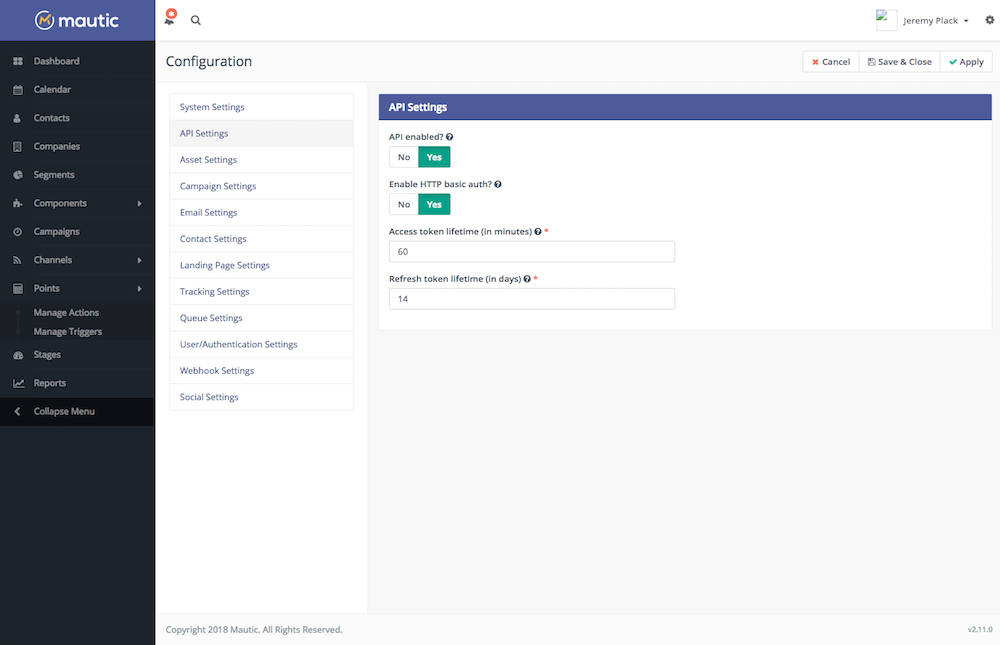 mautic
Jeremy Plack
Dashboard
Calendar
Contacts
Companies
Segments
Components
Campaigns
Channels
Points
Manage Actions
Manage Triggers
Stages
Reports
Collapse Menu
Configuration
Cancel
Save & Close
Apply
System Settings
API Settings
Asset Settings
Campaign Settings
Email Settings
Contact Settings
Landing Page Settings
Tracking Settings
Queue Settings
User/Authentication Settings
Webhook Settings
Social Settings
API Settings
API enabled?
No Yes
Enable HTTP basic auth?
No Yes
Access token lifetime (in minutes) *
60
Refresh token lifetime (in days) *
14
Copyright 2018 Mautic. All Rights Reserved.
v2.11.0